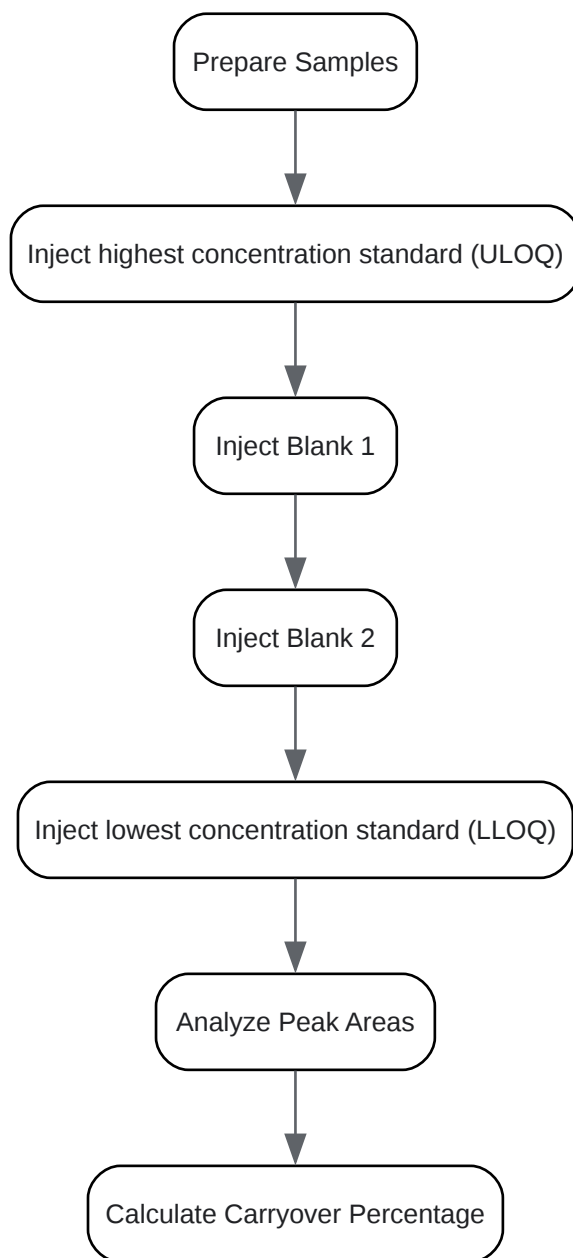 Prepare Samples
Inject highest concentration standard (ULOQ)
Inject Blank 1
Inject Blank 2
Inject lowest concentration standard (LLOQ)
Analyze Peak Areas
Calculate Carryover Percentage